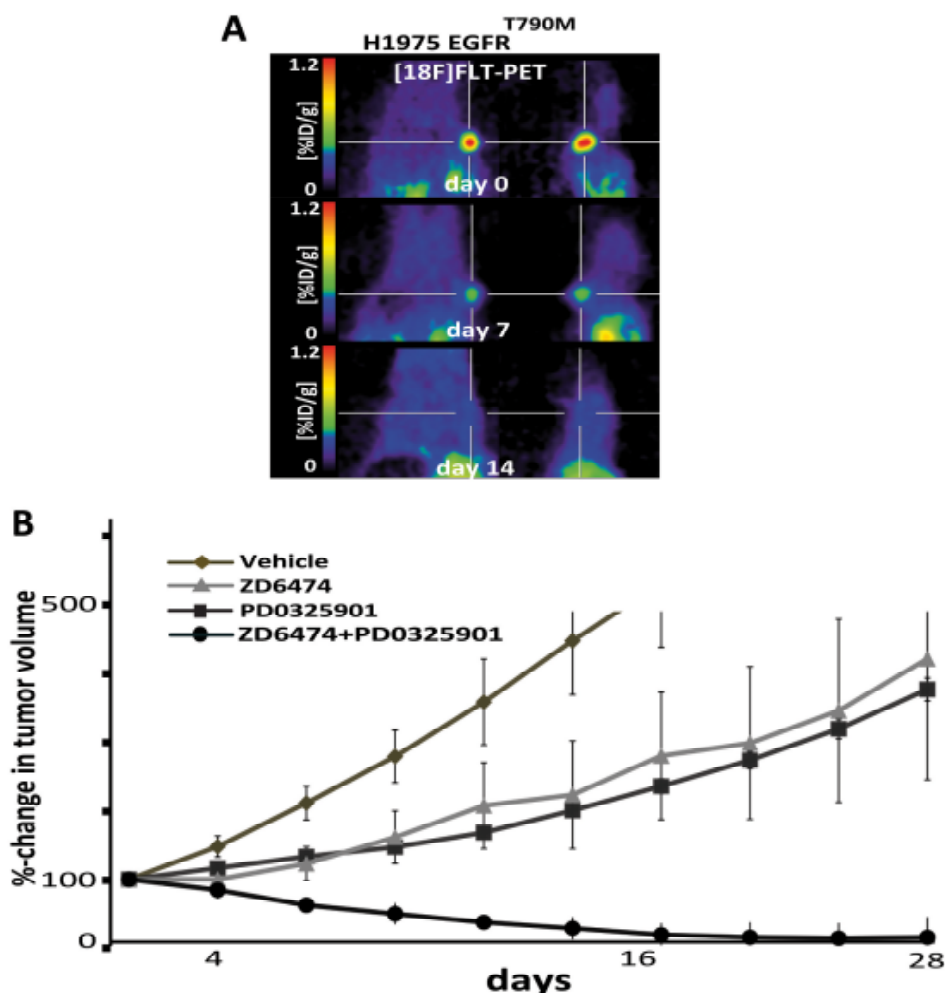 A
T790M
H1975 EGFR
[18F]FLT-PET
1.2
[%ID/g]
0
day 0
1.2
[%ID/g]
0
day 7
1.2
[%ID/g]
0
day 14
B
Vehicle
ZD6474
PD0325901
ZD6474+PD0325901
%-change in tumor volume
500
100
0
4
16
28
days